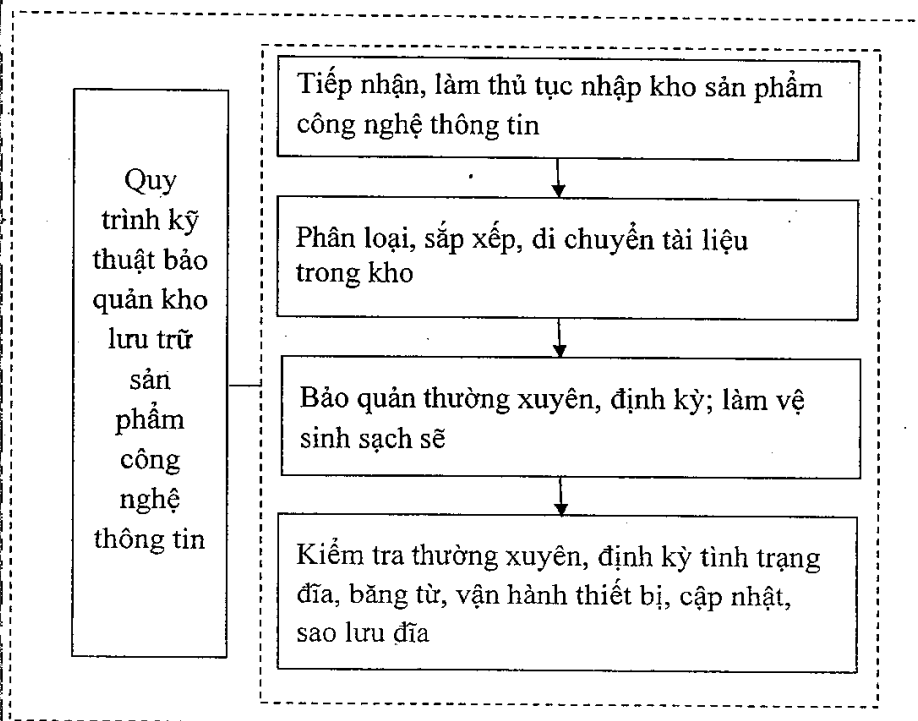 Quy
trình kỹ
thuật bảo
quản kho
lưu trữ
sản
phẩm
công
nghệ
thông tin
Tiếp nhận, làm thủ tục nhập kho sản phẩm
công nghệ thông tin
Phân loại, sắp xếp, di chuyển tài liệu
trong kho
Bảo quản thường xuyên, định kỳ; làm vệ
sinh sạch sẽ
Kiểm tra thường xuyên, định kỳ tình trạng
đĩa, băng từ, vận hành thiết bị, cập nhật,
sao lưu đĩa